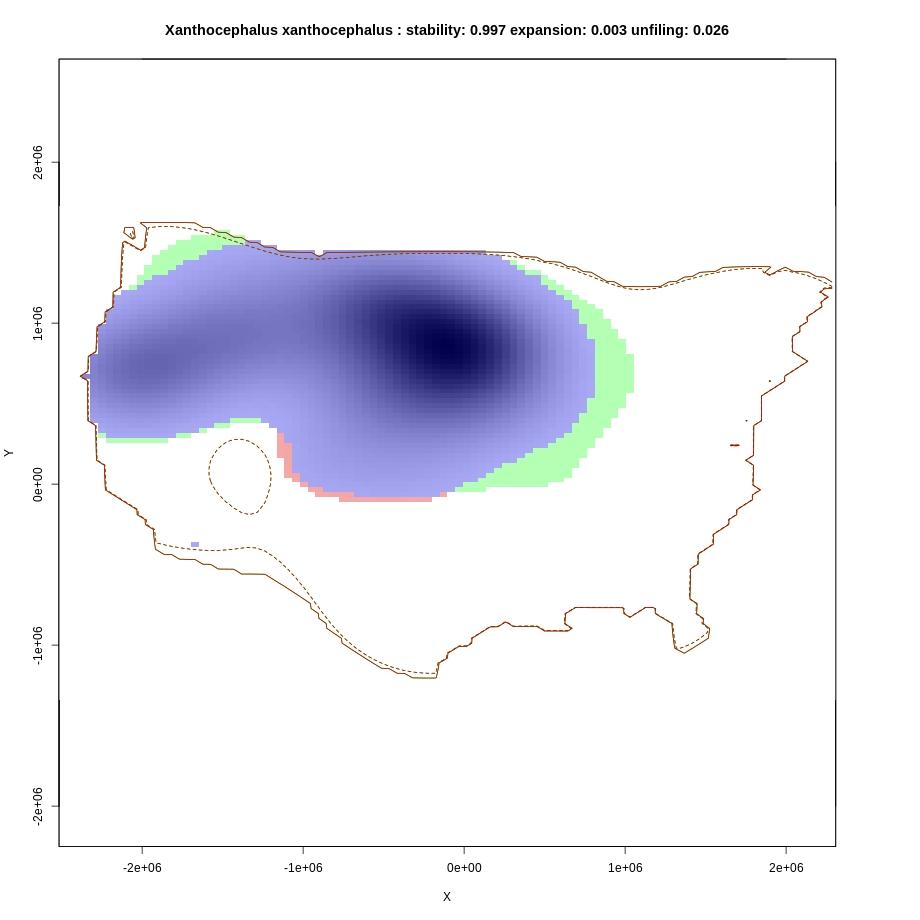 Xanthocephalus xanthocephalus : stability: 0.997 expansion: 0.003 unfiling: 0.026
2e+06
1e+06
0e+00
-1e+06
-2e+06
Y
-2e+06 -1e+06 0e+00 1e+06 2e+06
X